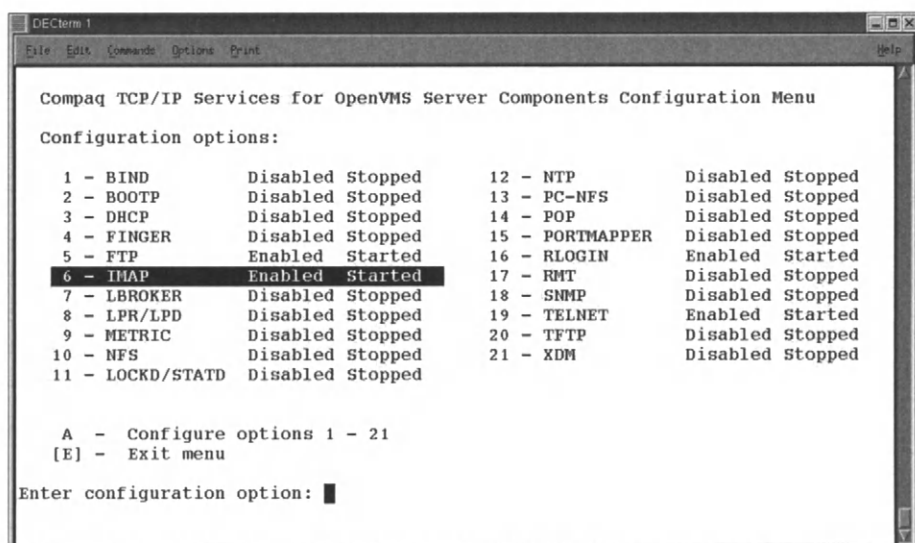 DECterm 1
File Edit Commands Options Print Help
Compaq TCP/IP Services for OpenVMS Server Components Configuration Menu
Configuration options:
1 - BIND Disabled Stopped 12 - NTP Disabled Stopped
2 - BOOTP Disabled Stopped 13 - PC-NFS Disabled Stopped
3 - DHCP Disabled Stopped 14 - POP Disabled Stopped
4 - FINGER Disabled Stopped 15 - PORTMAPPER Disabled Stopped
5 - FTP Enabled Started 16 - RLOGIN Enabled Started
6 - IMAP Enabled Started 17 - RMT Disabled Stopped
7 - LBROKER Disabled Stopped 18 - SNMP Disabled Stopped
8 - LPR/LPD Disabled Stopped 19 - TELNET Enabled Started
9 - METRIC Disabled Stopped 20 - TFTP Disabled Stopped
10 - NFS Disabled Stopped 21 - XDM Disabled Stopped
11 - LOCKD/STATD Disabled Stopped
A - Configure options 1 - 21
[E] - Exit menu
Enter configuration option: